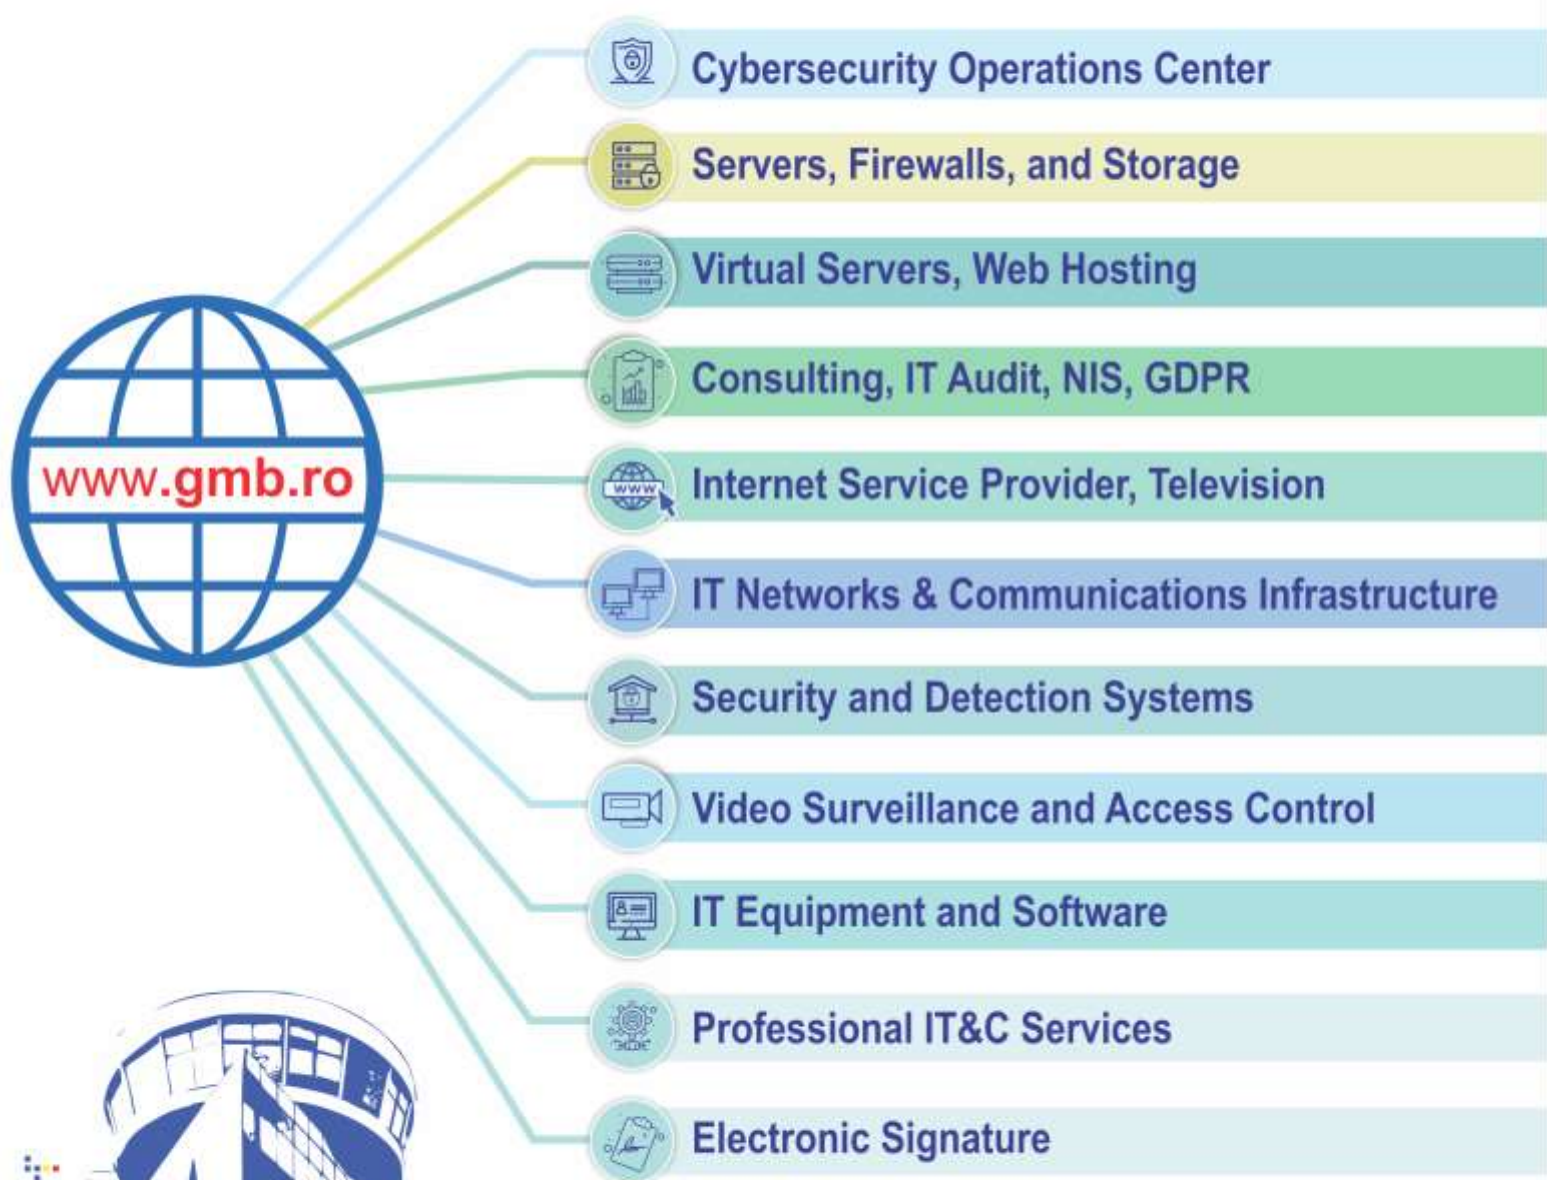 Cybersecurity Operations Center
Servers, Firewalls, and Storage
Virtual Servers, Web Hosting
Consulting, IT Audit, NIS, GDPR
www.gmb.ro
Internet Service Provider, Television
www
IT Networks & Communications Infrastructure
Security and Detection Systems
Video Surveillance and Access Control
IT Equipment and Software
Professional IT&C Services
Electronic Signature